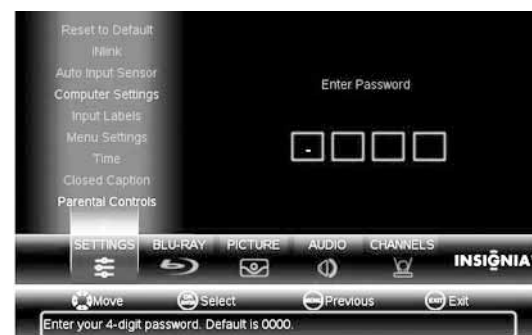 Reset to Default
INlink
Auto Input Sensor
Computer Settings
Input Labels
Menu Settings
Time
Closed Caption
Parental Controls
Enter Password
-
SETTINGS BLU-RAY PICTURE AUDIO CHANNELS
INSIGNIA
Move Select Previous Exit
Enter your 4-digit password. Default is 0000.